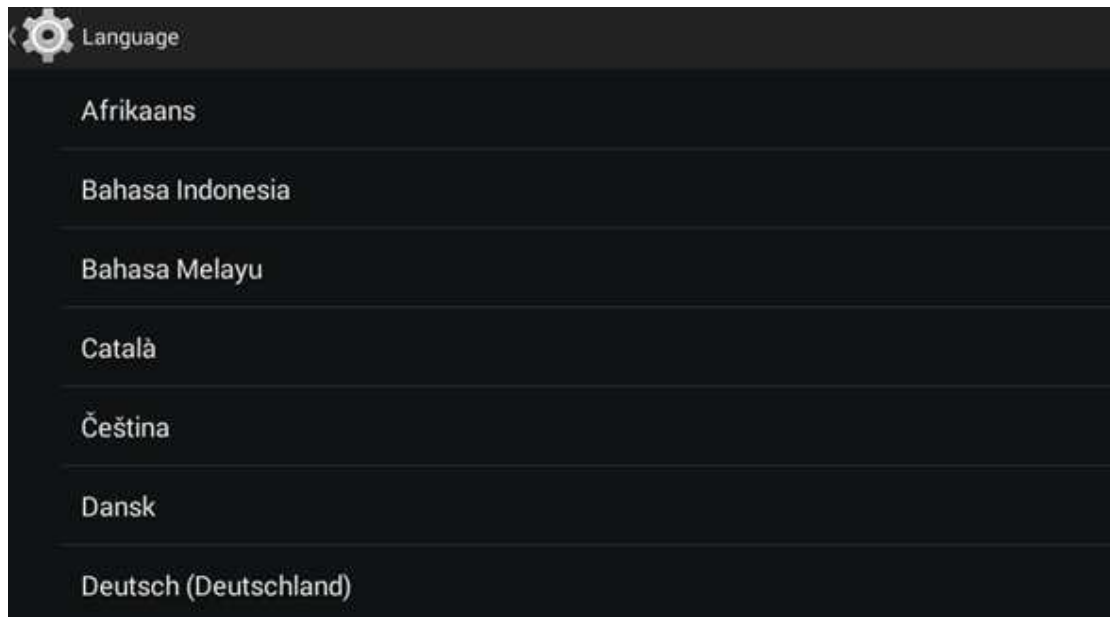 Language
Afrikaans
Bahasa Indonesia
Bahasa Melayu
Català
Čeština
Dansk
Deutsch (Deutschland)